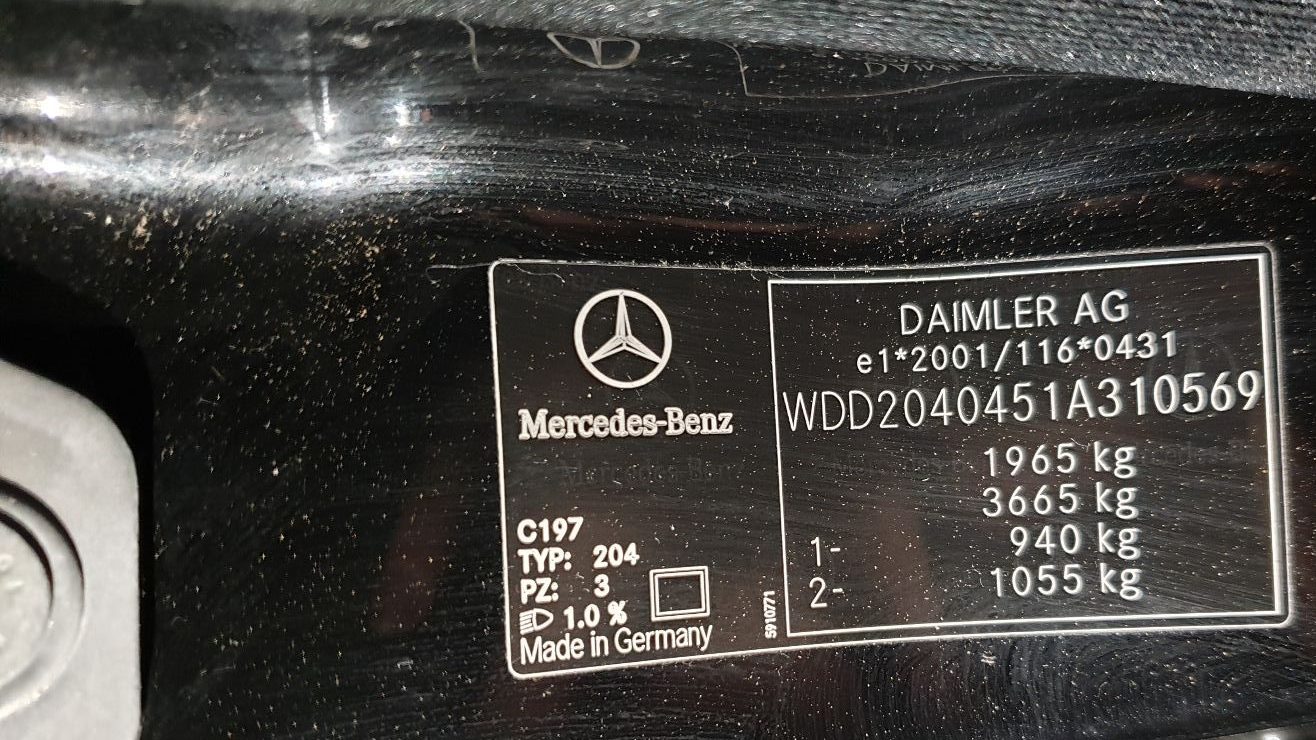 Mercedes-Benz
C197
TYP: 204
PZ: 3
1.0 %
Made in Germany
5910771
DAIMLER AG
e1*2001/116*0431
WDD2040451A310569
1965 kg
3665 kg
1- 940 kg
2- 1055 kg